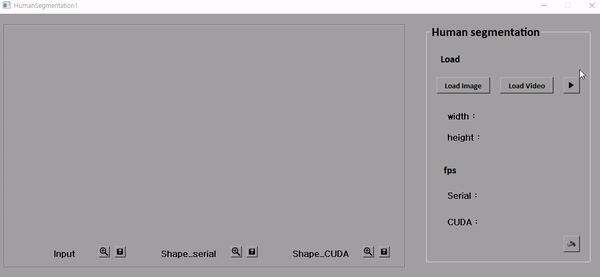 HumanSegmentation1
Human segmentation
Load
Load Image
Load Video
width :
height :
fps
Serial :
CUDA :
Input
Shape_serial
Shape_CUDA